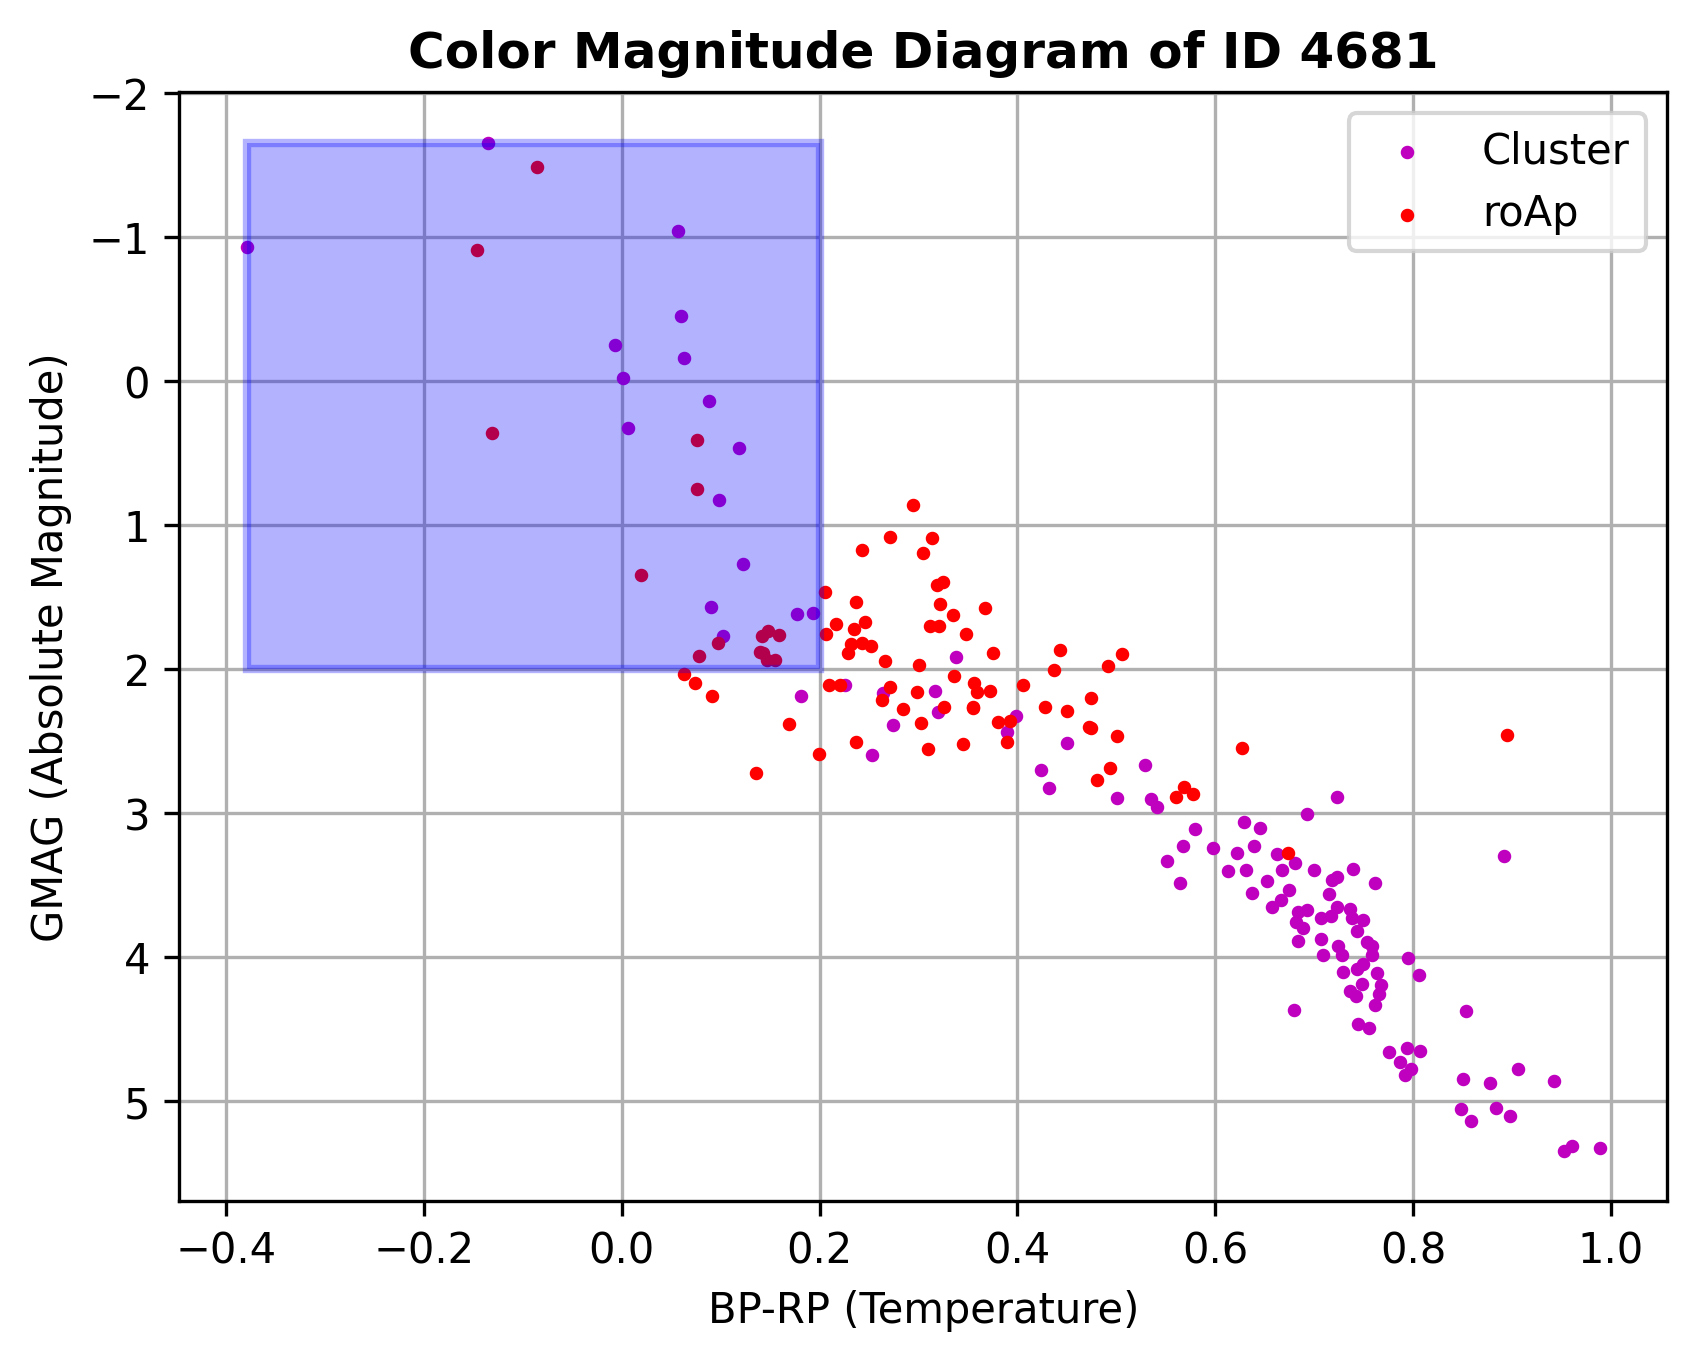 Color Magnitude Diagram of ID 4681
Cluster
roAp
−2
−1
0
1
2
3
4
5
GMAG (Absolute Magnitude)
−0.4 −0.2 0.0 0.2 0.4 0.6 0.8 1.0
BP-RP (Temperature)